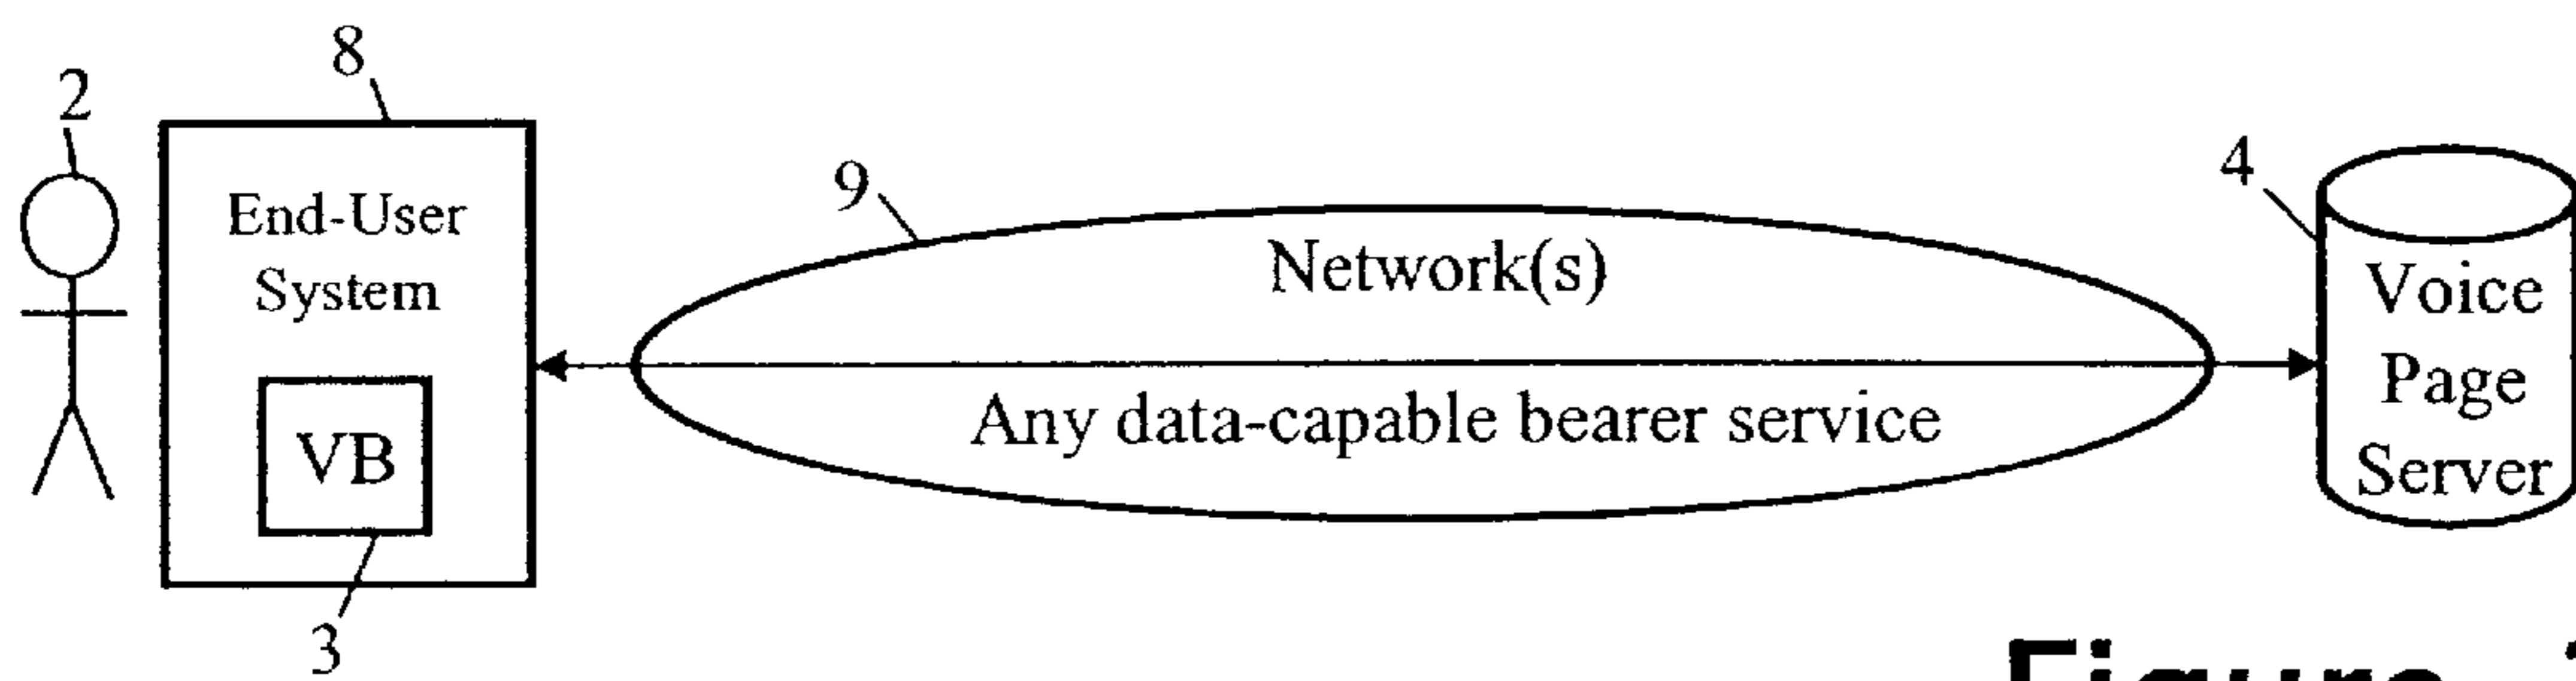 2
8
End-User
System
VB
3
9
Network(s)
Any data-capable bearer service
4
Voice
Page
Server